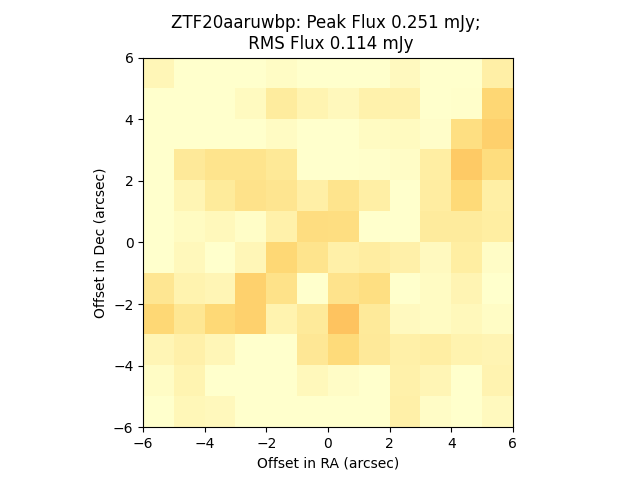 ZTF20aaruwbp: Peak Flux 0.251 mJy;
RMS Flux 0.114 mJy
6
4
2
0
−2
−4
−6
Offset in Dec (arcsec)
−6 −4 −2 0 2 4 6
Offset in RA (arcsec)